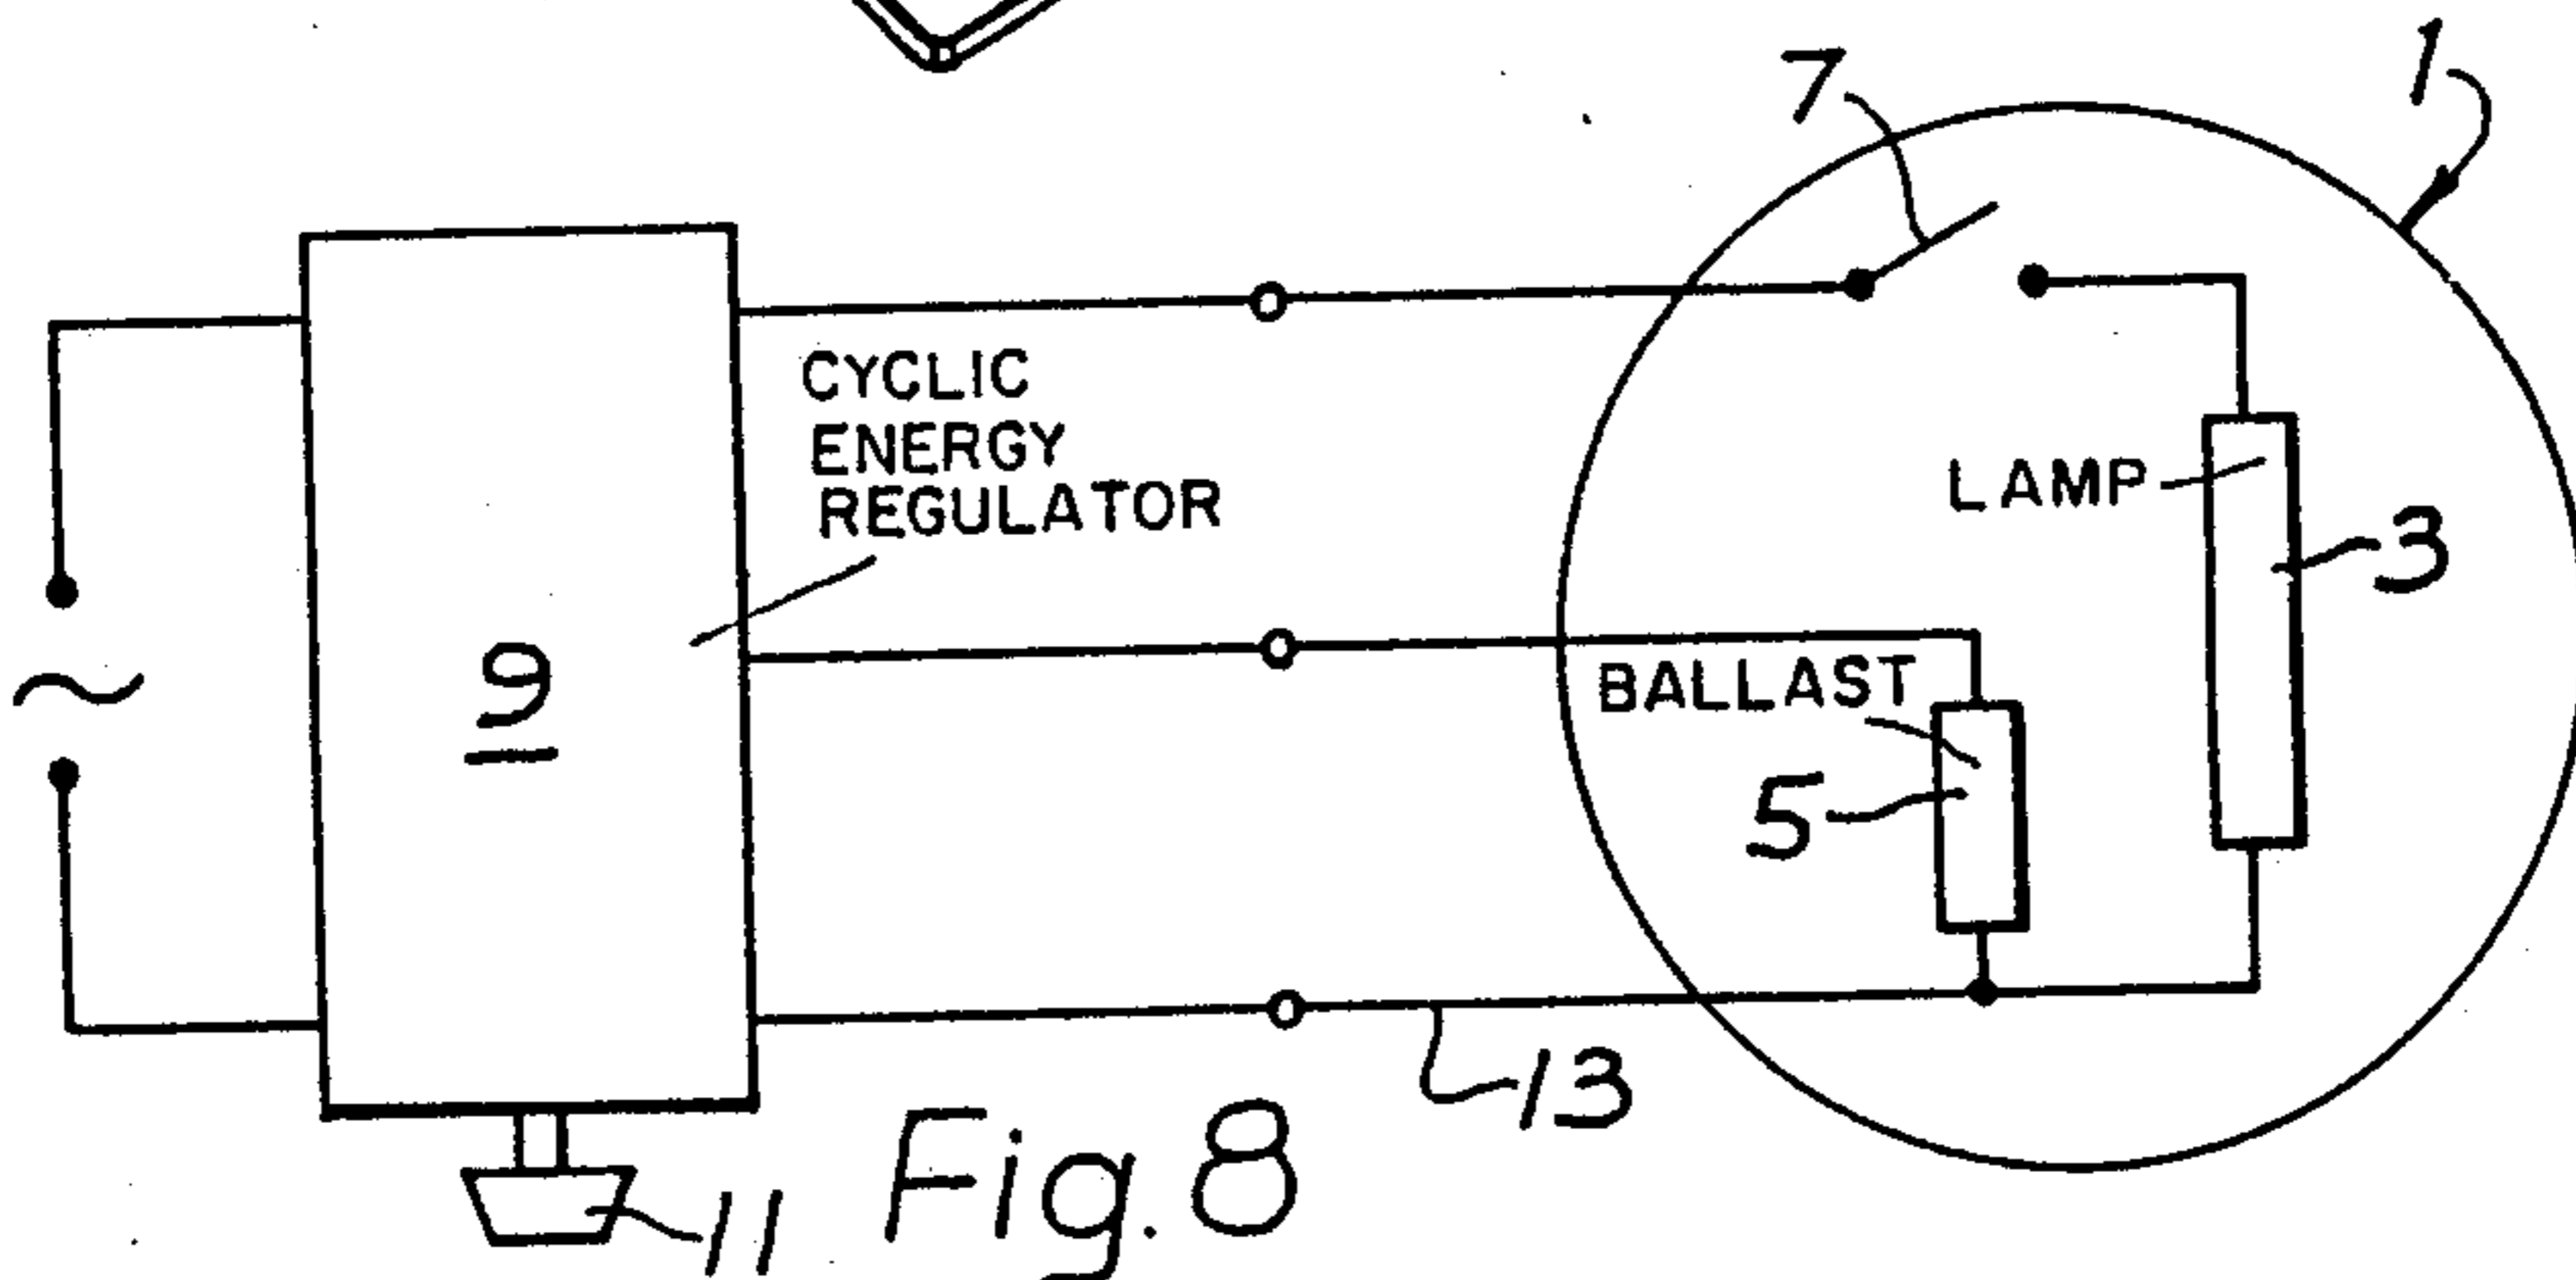 7
1
CYCLIC
ENERGY
REGULATOR
LAMP
3
9
BALLAST
5
13
11
Fig. 8